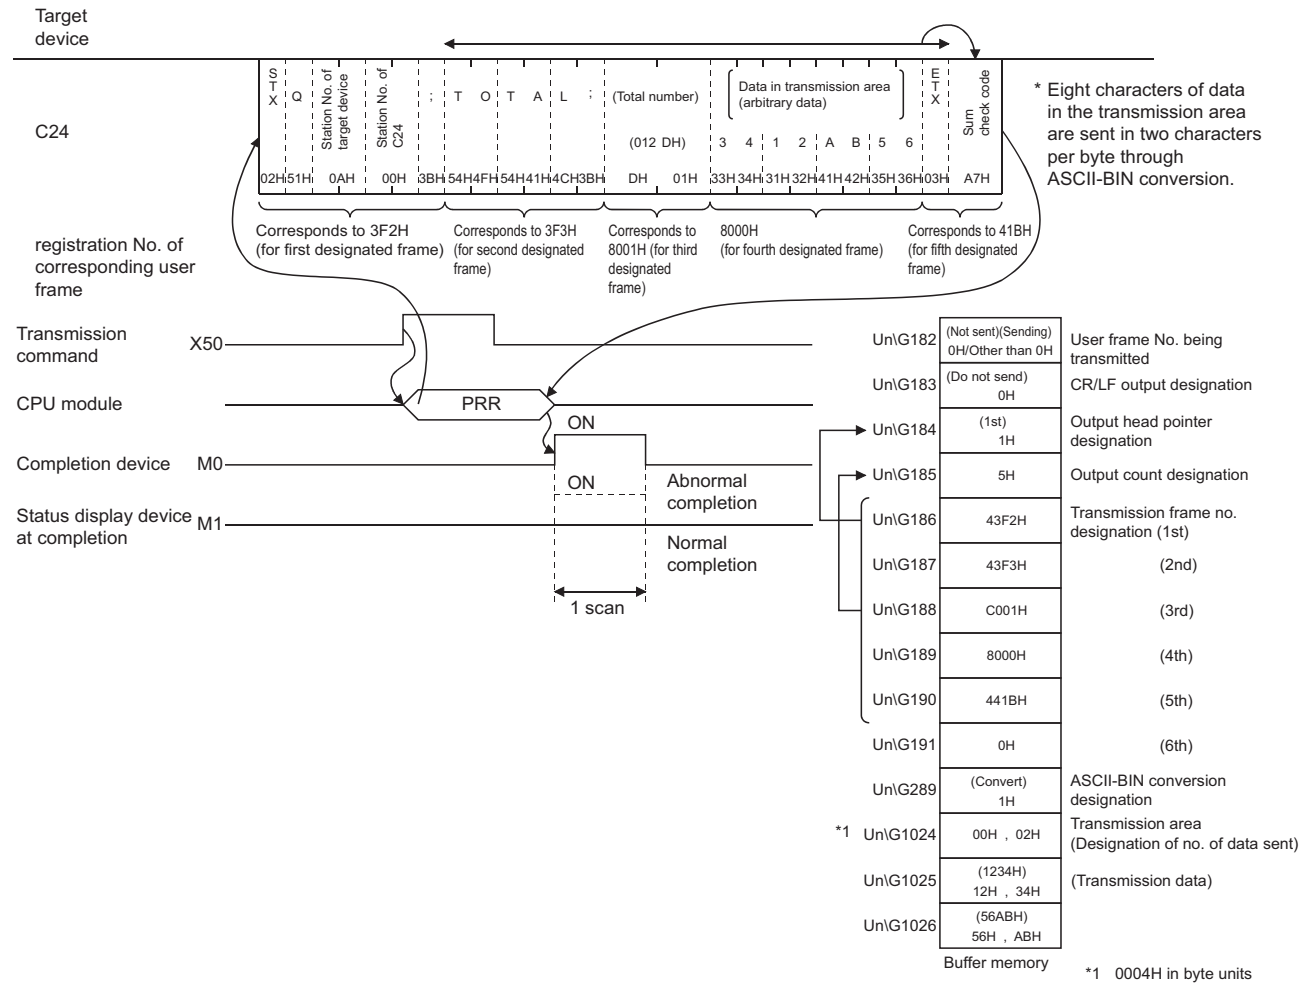 Target
device
C24
S
T
X
Q
Station No. of
target device
Station No. of
C24
; T O T A L ;
(Total number)
Data in transmission area
(arbitrary data)
E
T
X
Sum
check code
(012 DH) 3 4 1 2 A B 5 6
02H 51H 0AH 00H 3BH 54H 4FH 54H 41H 4CH 3BH DH 01H 33H 34H 31H 32H 41H 42H 35H 36H 03H A7H
* Eight characters of data
in the transmission area
are sent in two characters
per byte through
ASCII-BIN conversion.
registration No. of
corresponding user
frame
Corresponds to 3F2H
(for first designated frame)
Corresponds to 3F3H
(for second designated
frame)
Corresponds to
8001H (for third
designated
frame)
8000H
(for fourth designated frame)
Corresponds to 41BH
(for fifth designated
frame)
Transmission
command
X50
CPU module
PRR
Completion device M0
ON
ON
Abnormal
completion
Status display device
at completion
M1
Normal
completion
1 scan
Un\G182
(Not sent)(Sending)
0H/Other than 0H
User frame No. being
transmitted
Un\G183
(Do not send)
0H
CR/LF output designation
Un\G184
(1st)
1H
Output head pointer
designation
Un\G185 5H Output count designation
Un\G186 43F2H
Transmission frame no.
designation (1st)
Un\G187 43F3H (2nd)
Un\G188 C001H (3rd)
Un\G189 8000H (4th)
Un\G190 441BH (5th)
Un\G191 0H (6th)
Un\G289
(Convert)
1H
ASCII-BIN conversion
designation
*1 Un\G1024 00H , 02H
Transmission area
(Designation of no. of data sent)
Un\G1025
(1234H)
12H , 34H
(Transmission data)
Un\G1026
(56ABH)
56H , ABH
Buffer memory
*1 0004H in byte units